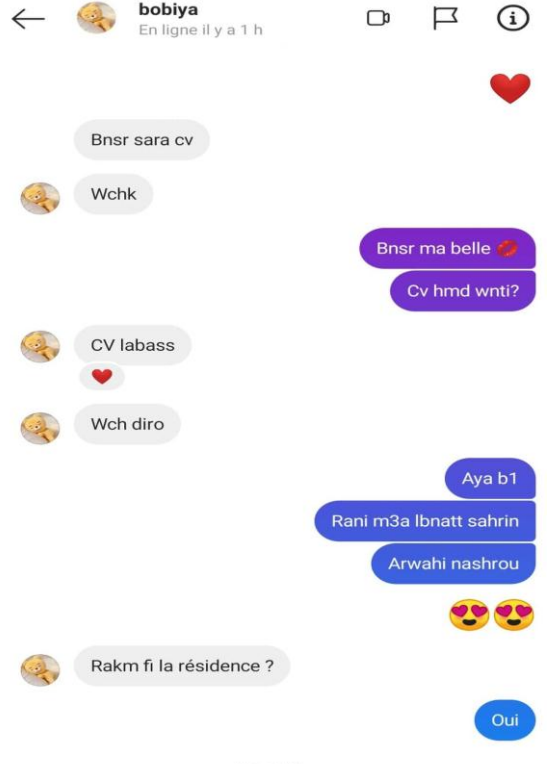 bobiya
En ligne il y a 1 h
Bnsr sara cv
Wchk
Bnsr ma belle 💋
Cv hmd wnti?
CV labass
Wch diro
Aya b1
Rani m3a lbnatt sahrin
Arwahi nashrou
Rakm fi la résidence ?
Oui